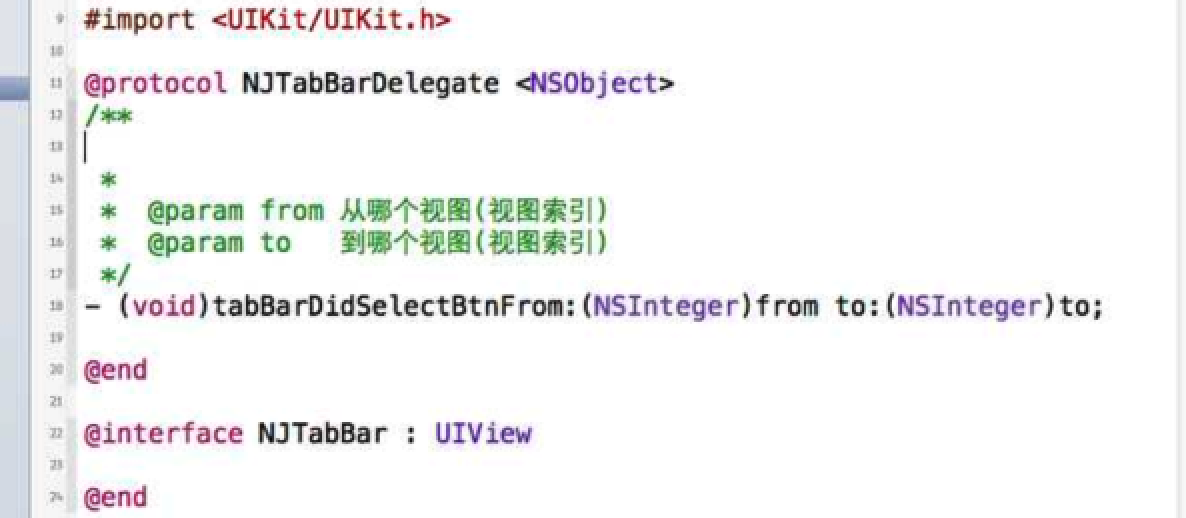 9 #import <UIKit/UIKit.h>
10
11 @protocol NJTabBarDelegate <NSObject>
12 /**
13
14 *
15 * @param from 从哪个视图(视图索引)
16 * @param to 到哪个视图(视图索引)
17 */
18 - (void)tabBarDidSelectBtnFrom:(NSInteger)from to:(NSInteger)to;
19
20 @end
21
22 @interface NJTabBar : UIView
23
24 @end